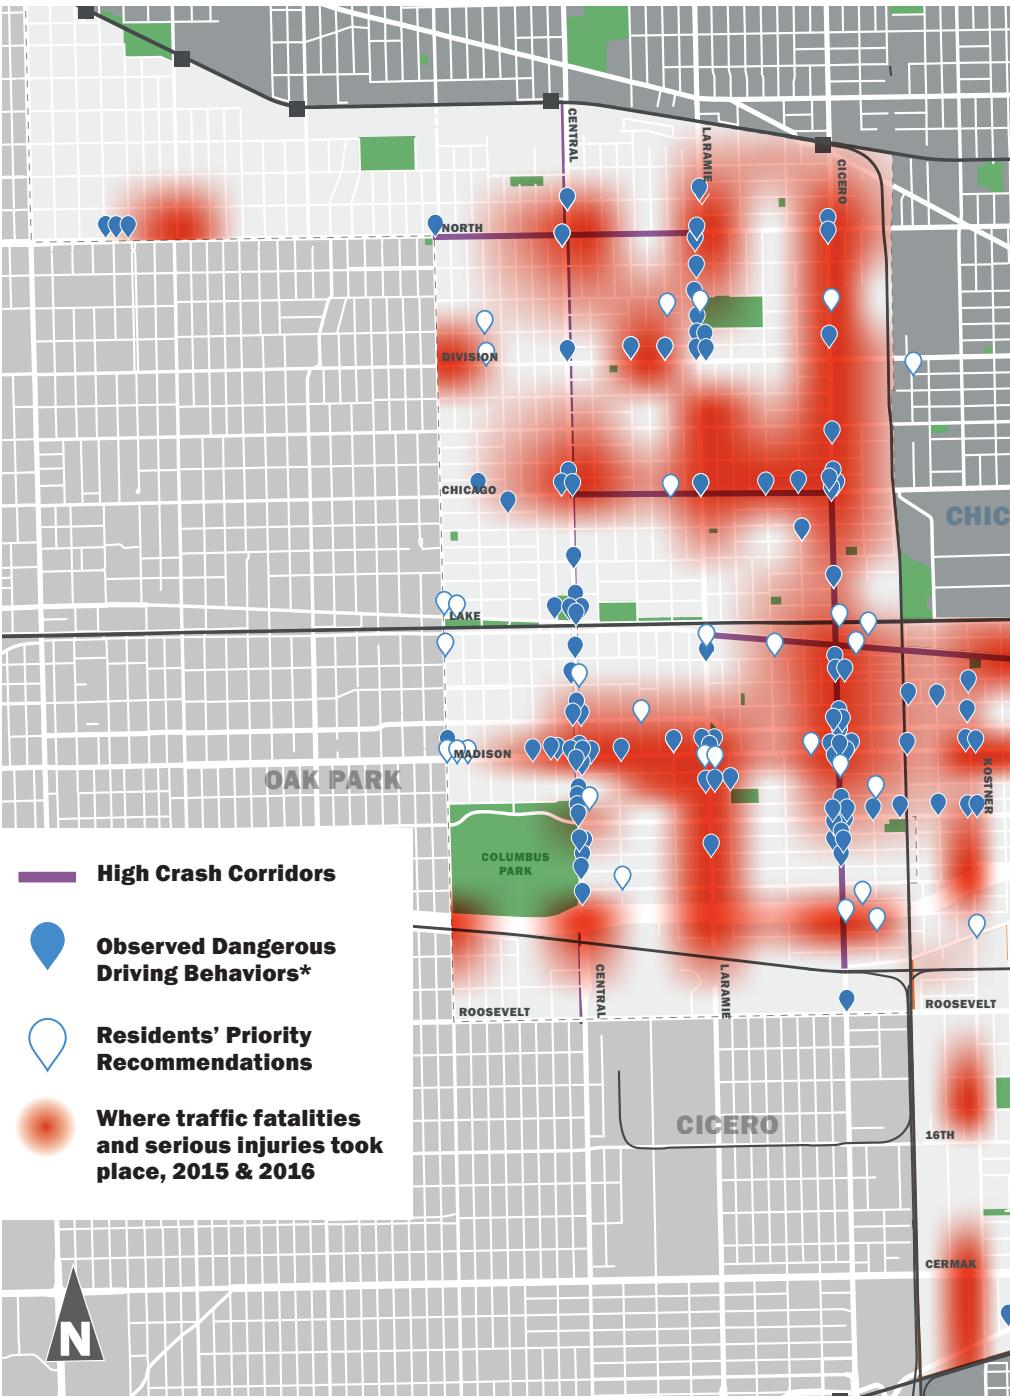 CENTRAL
LARAMIE
CICERO
NORTH
DIVISION
CHICAGO
CHIC
LAKE
MADISON
OAK PARK
KOSTNER
COLUMBUS
PARK
High Crash Corridors
Observed Dangerous
Driving Behaviors*
Residents’ Priority
Recommendations
Where traffic fatalities
and serious injuries took
place, 2015 & 2016
CENTRAL
LARAMIE
ROOSEVELT
ROOSEVELT
CICERO
16TH
CERMAK
N